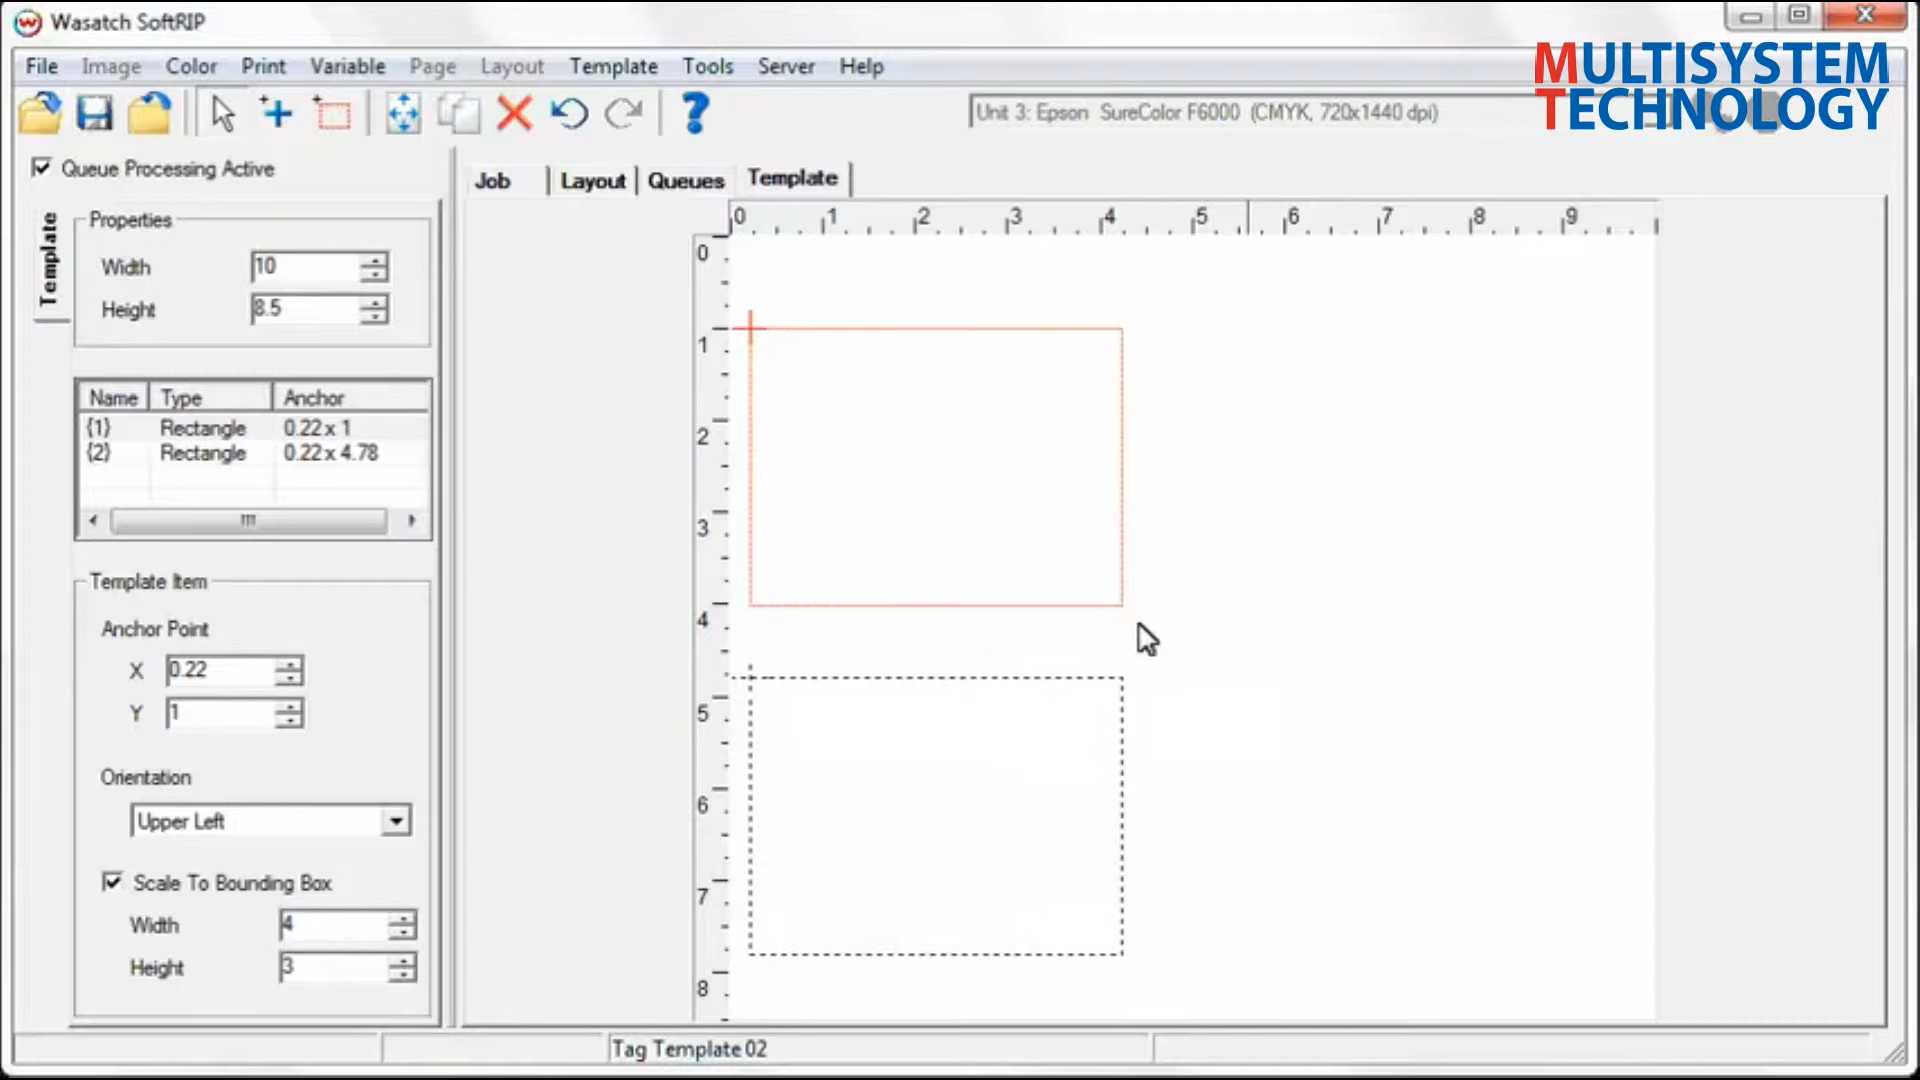 Wasatch SoftRIP
File Image Color Print Variable Page Layout Template Tools Server Help
MULTISYSTEM
TECHNOLOGY
Unit 3: Epson SureColor F6000 (CMYK, 720x1440 dpi)
Queue Processing Active
Job Layout Queues Template
Template
Properties
Width 10
Height 8.5
Name Type Anchor
{1} Rectangle 0.22 x 1
{2} Rectangle 0.22 x 4.78
Template Item
Anchor Point
X 0.22
Y 1
Orientation
Upper Left
Scale To Bounding Box
Width 4
Height 3
0 1 2 3 4 5 6 7 8 9
0
1
2
3
4
5
6
7
8
Tag Template 02